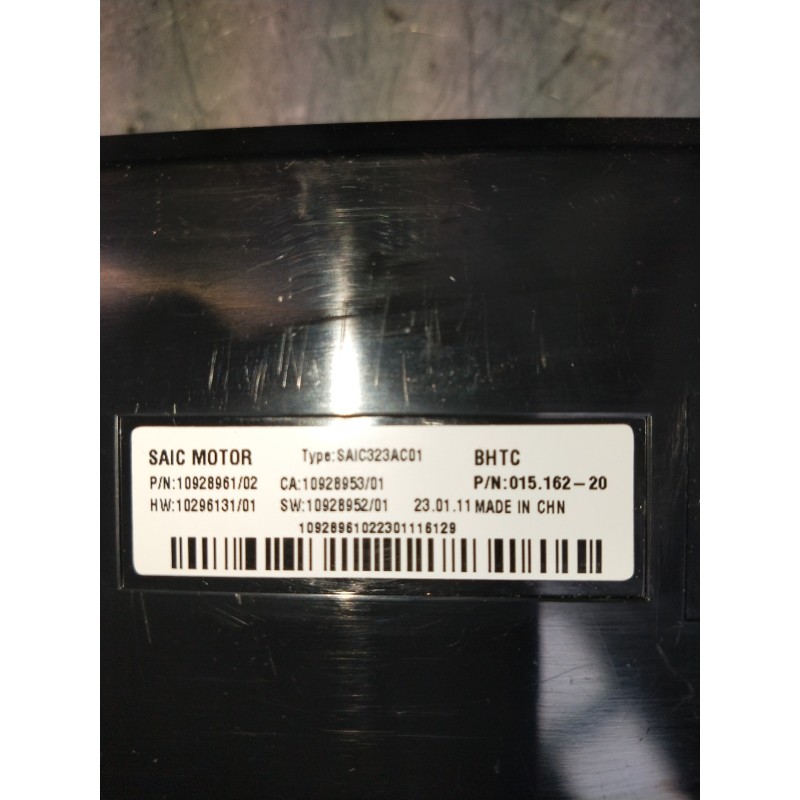 SAIC MOTOR Type:SAIC323AC01 BHTC
P/N:10928961/02 CA:10928953/01 P/N:015.162-20
HW:10296131/01 SW:10928952/01 23.01.11 MADE IN CHN
10928961022301116129